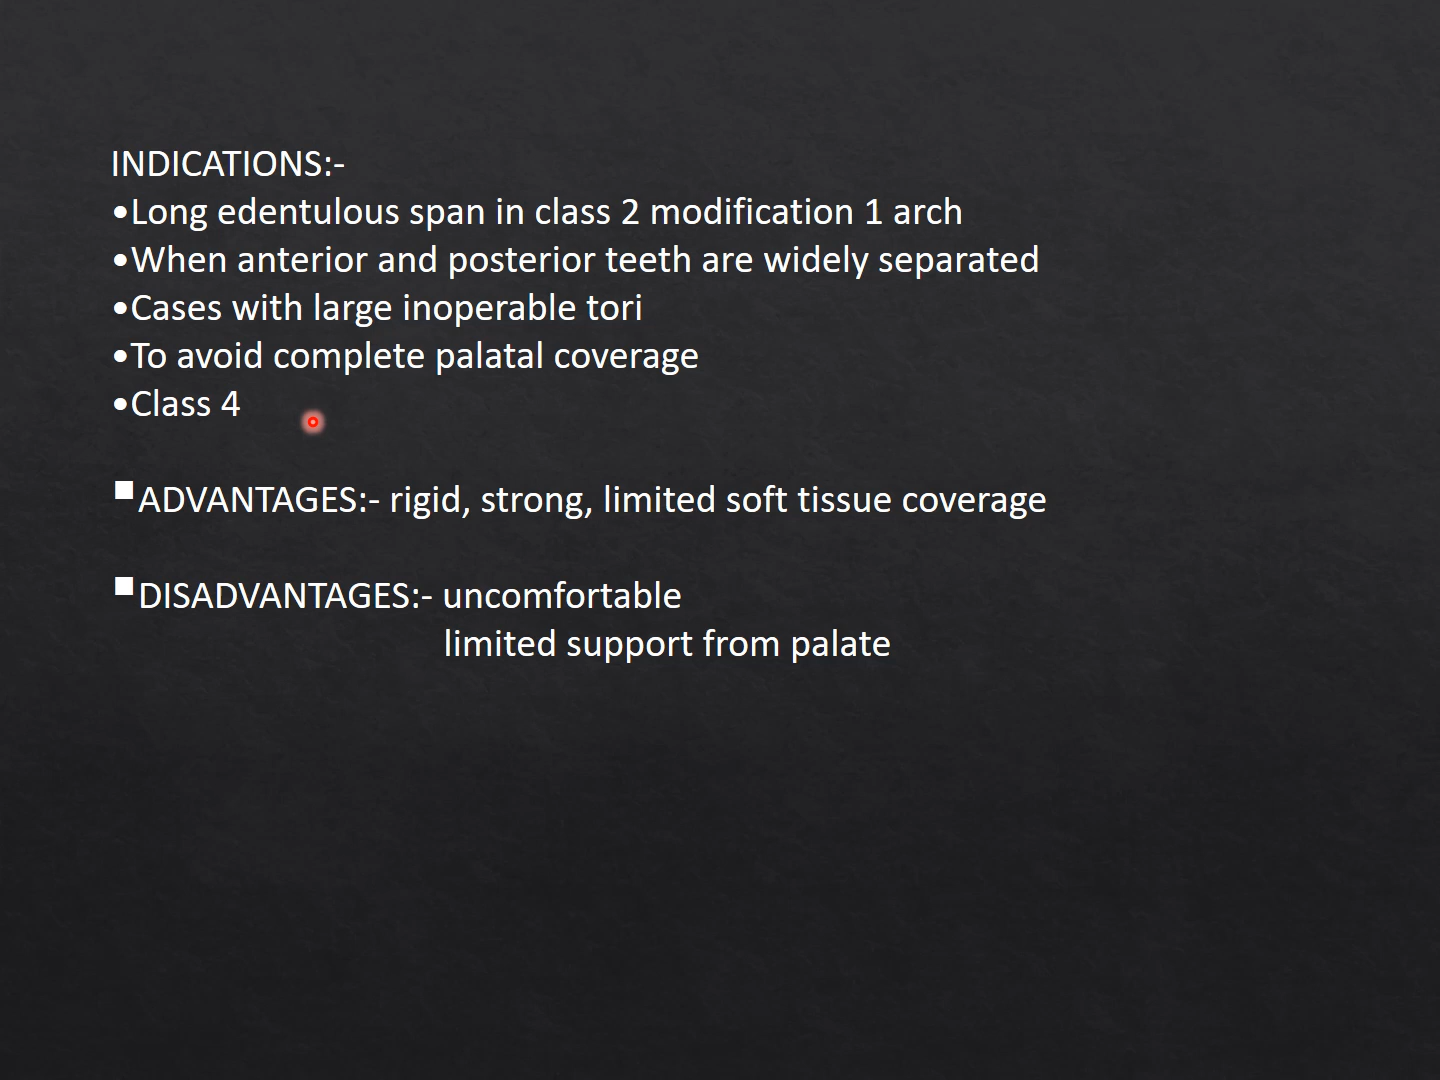 INDICATIONS:-
•Long edentulous span in class 2 modification 1 arch
•When anterior and posterior teeth are widely separated
•Cases with large inoperable tori
•To avoid complete palatal coverage
•Class 4
▪ADVANTAGES:- rigid, strong, limited soft tissue coverage
▪DISADVANTAGES:- uncomfortable
limited support from palate